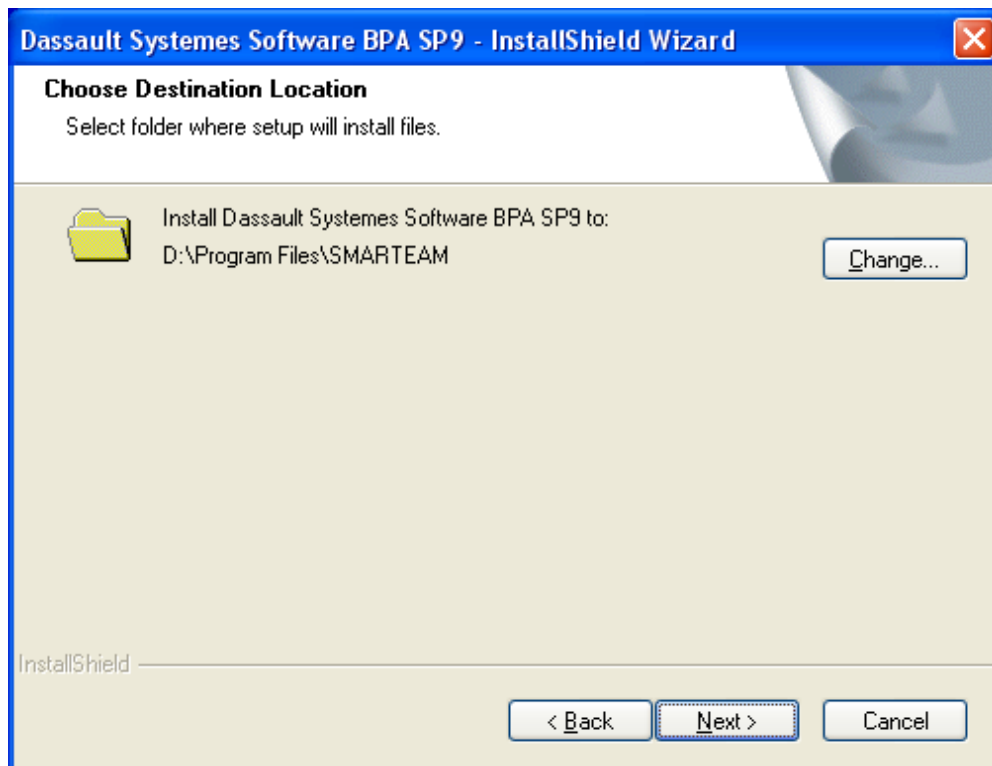 Dassault Systemes Software BPA SP9 - InstallShield Wizard
Choose Destination Location
Select folder where setup will install files.
Install Dassault Systemes Software BPA SP9 to:
D:\Program Files\SMARTEAM
Change...
InstallShield
< Back
Next >
Cancel